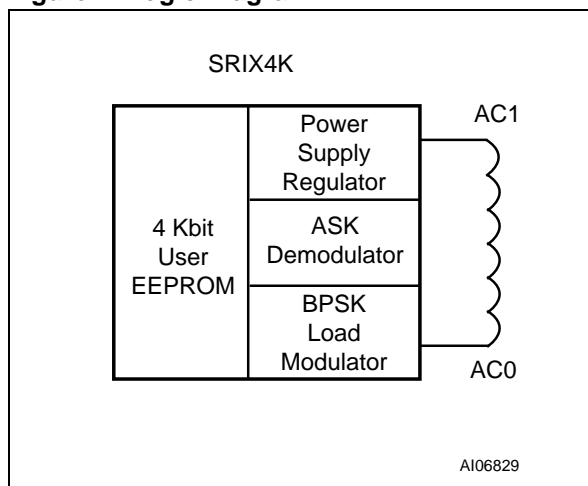 SRIX4K
AC1
Power
Supply
Regulator
4 Kbit
User
EEPROM
ASK
Demodulator
BPSK
Load
Modulator
AC0
AI06829